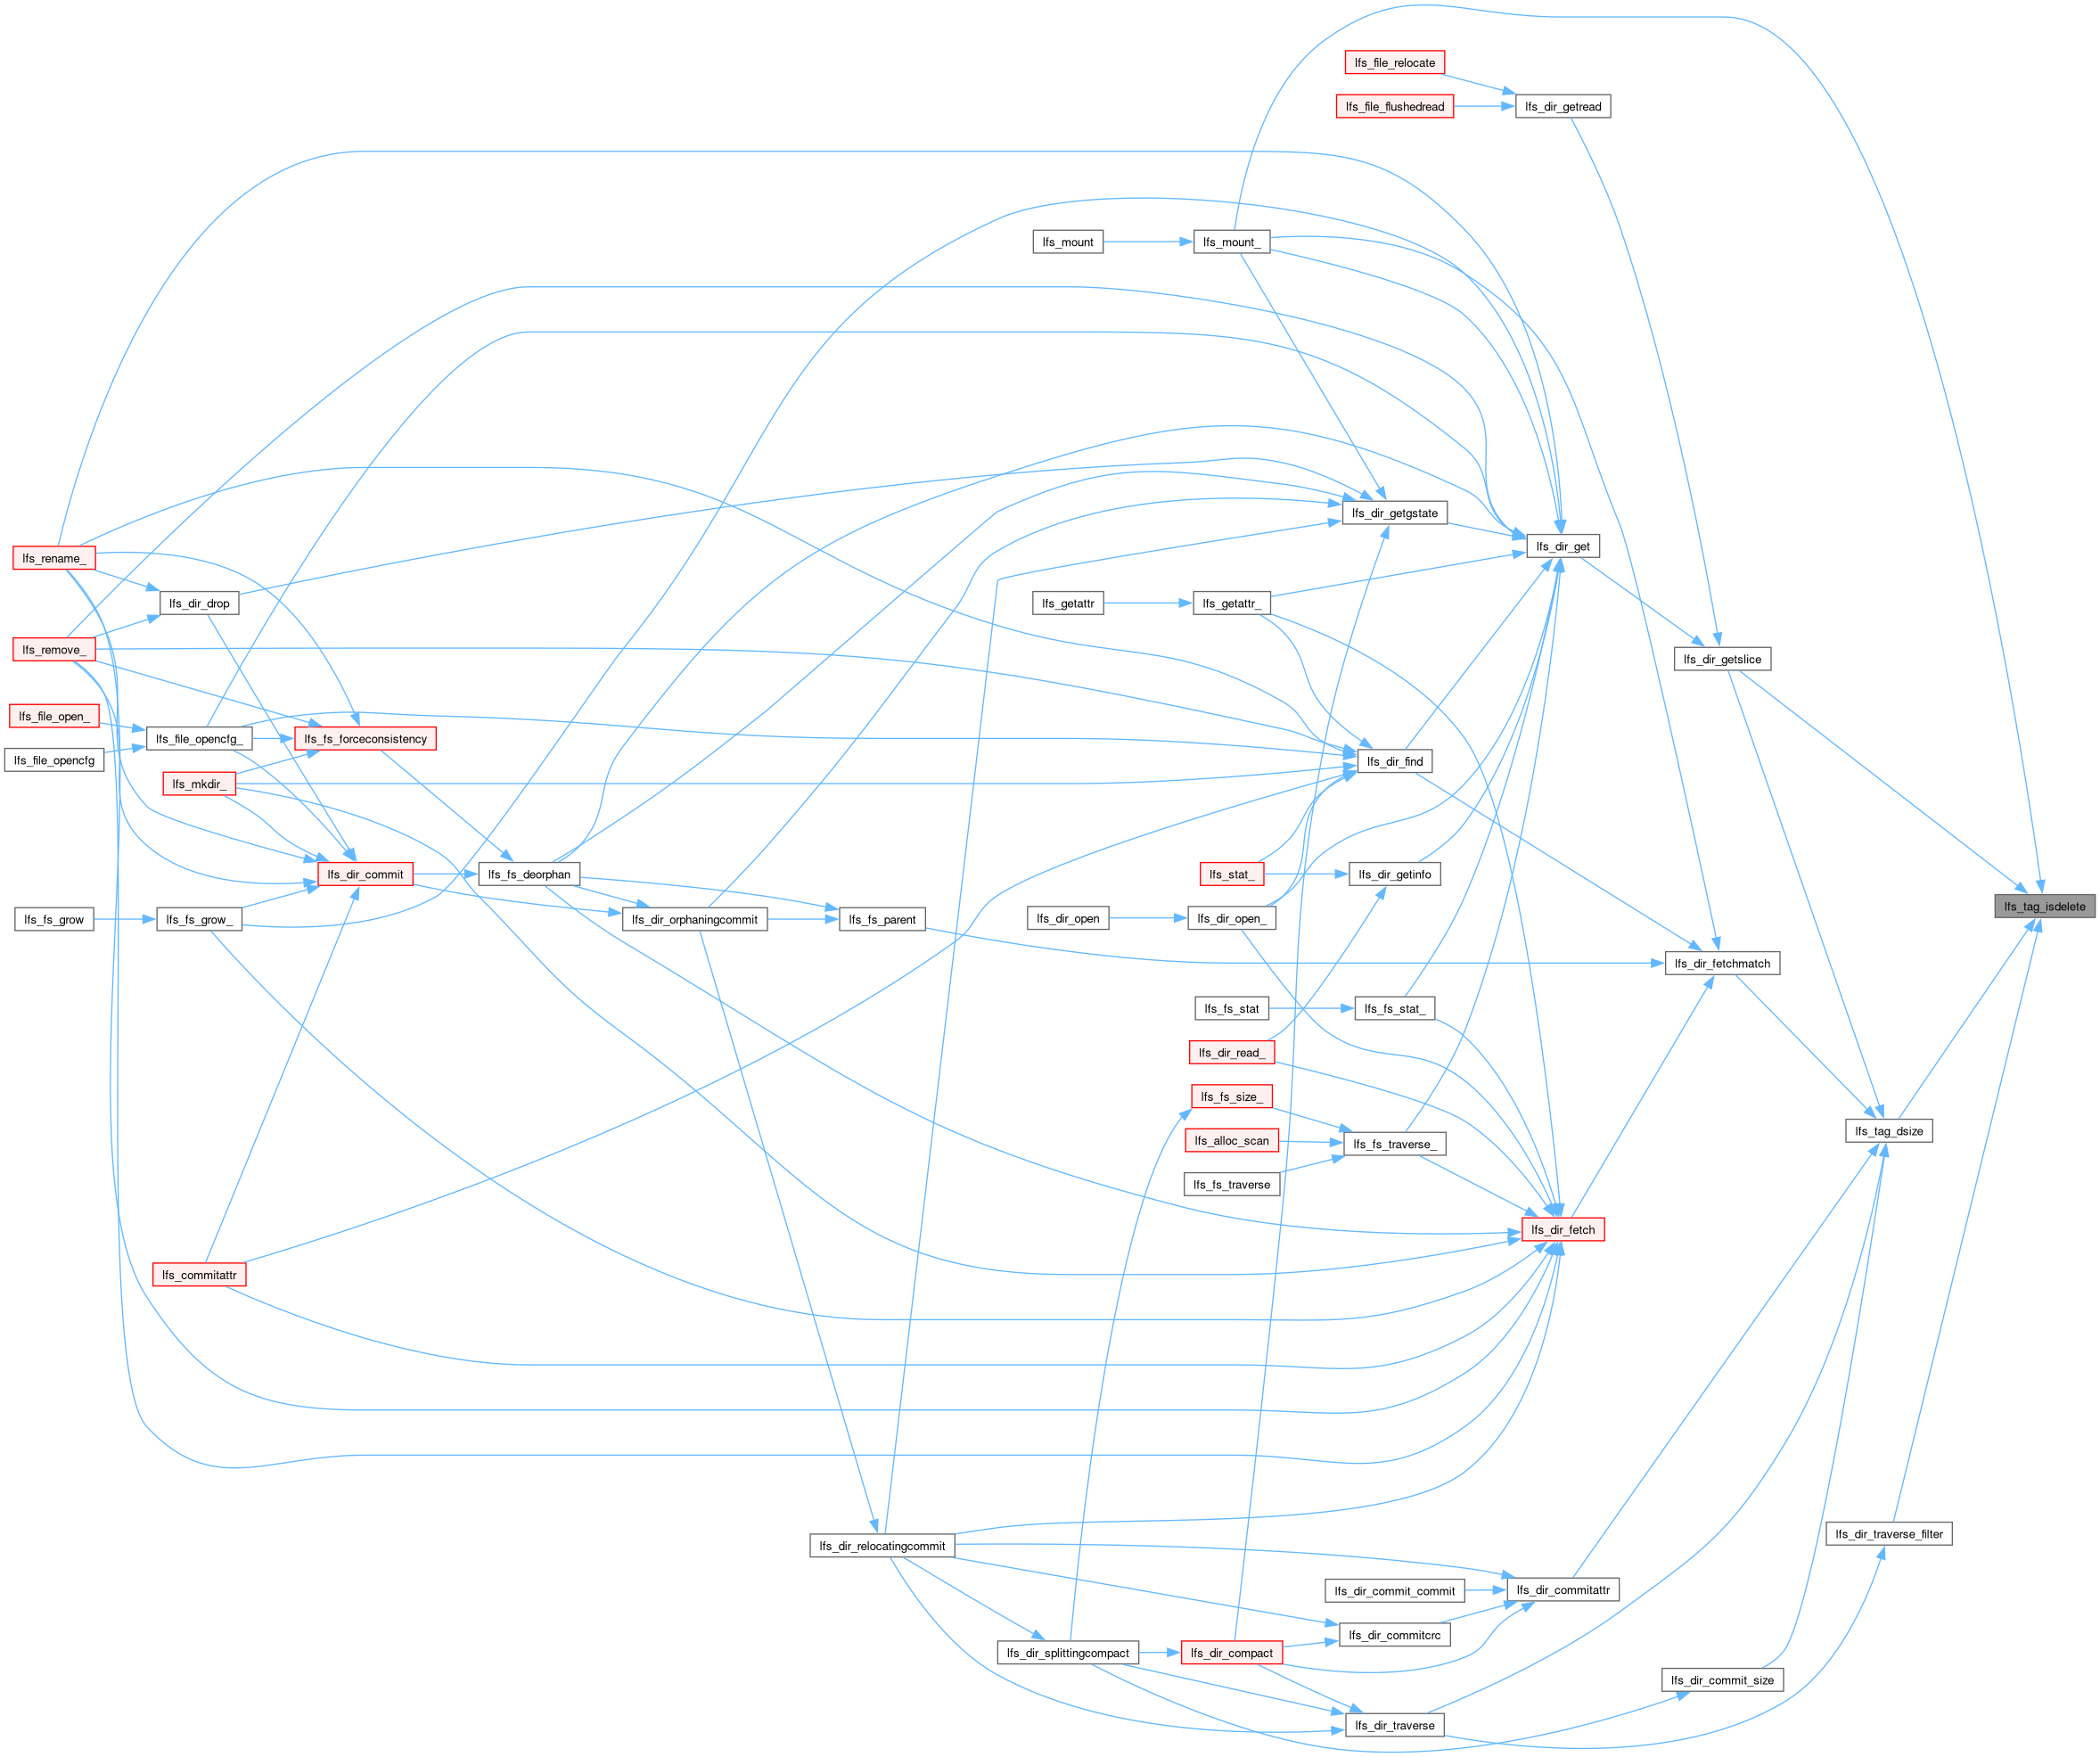 lfs_file_relocate
lfs_file_flushedread
lfs_dir_getread
lfs_mount
lfs_mount_
lfs_dir_getgstate
lfs_dir_get
lfs_rename_
lfs_dir_drop
lfs_getattr
lfs_getattr_
lfs_remove_
lfs_dir_getslice
lfs_file_open_
lfs_file_opencfg_
lfs_fs_forceconsistency
lfs_file_opencfg
lfs_dir_find
lfs_mkdir_
lfs_dir_commit
lfs_fs_deorphan
lfs_stat_
lfs_dir_getinfo
lfs_tag_isdelete
lfs_fs_grow
lfs_fs_grow_
lfs_dir_orphaningcommit
lfs_fs_parent
lfs_dir_open
lfs_dir_open_
lfs_dir_fetchmatch
lfs_fs_stat
lfs_fs_stat_
lfs_dir_read_
lfs_fs_size_
lfs_tag_dsize
lfs_alloc_scan
lfs_fs_traverse_
lfs_fs_traverse
lfs_dir_fetch
lfs_commitattr
lfs_dir_traverse_filter
lfs_dir_relocatingcommit
lfs_dir_commit_commit
lfs_dir_commitattr
lfs_dir_commitcrc
lfs_dir_splittingcompact
lfs_dir_compact
lfs_dir_commit_size
lfs_dir_traverse